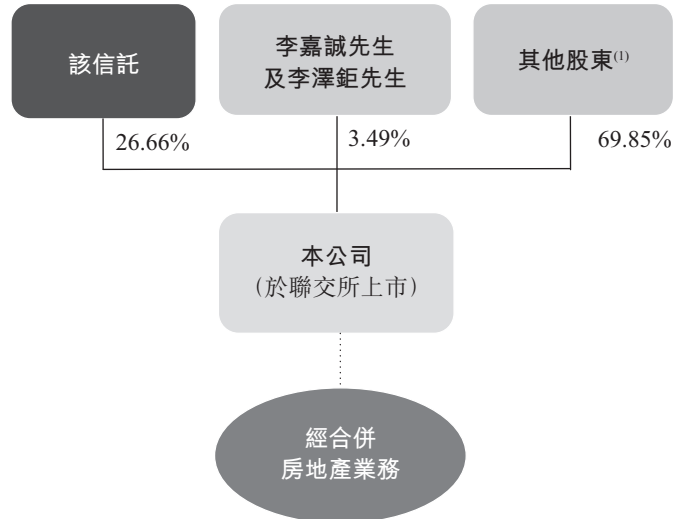 該信託
李嘉誠先生
及李澤鉅先生
其他股東(1)
26.66%
3.49%
69.85%
本公司
(於聯交所上市)
經合併
房地產業務